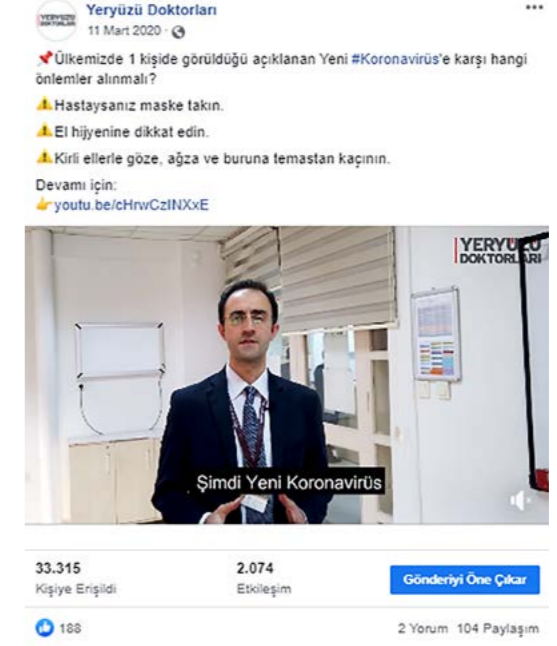 YERYÜZÜ
DOKTORLARI
Yeryüzü Doktorları
11 Mart 2020 ·
📌Ülkemizde 1 kişide görüldüğü açıklanan Yeni #Koronavirüs'e karşı hangi
önlemler alınmalı?
⚠️Hastaysanız maske takın.
⚠️El hijyenine dikkat edin.
⚠️Kirli ellerle göze, ağza ve buruna temastan kaçının.
Devamı için:
👉youtu.be/cHrwCzINXxE
YERYÜZÜ
DOKTORLARI
Şimdi Yeni Koronavirüs
33.315
Kişiye Erişildi
2.074
Etkileşim
Gönderiyi Öne Çıkar
188
2 Yorum 104 Paylaşım